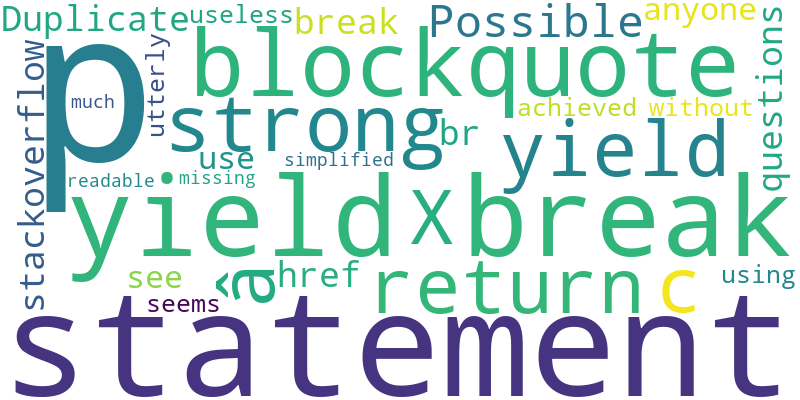 Duplicate
useless
break
Possible
anyone
p
blockquote
stackoverflow
much
utterly
strong
achieved
without
questions
br
yield
use
simplified
readable
missing
yield
X
break
â
see
href
return
c
using
seems
statement